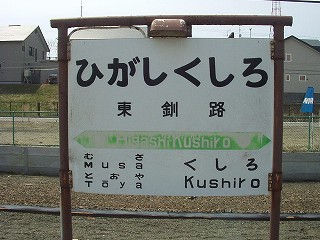 ひがしくしろ
東釧路
Higashi-Kushiro
むさ
Musa
とおや
Tōya
くしろ
Kushiro